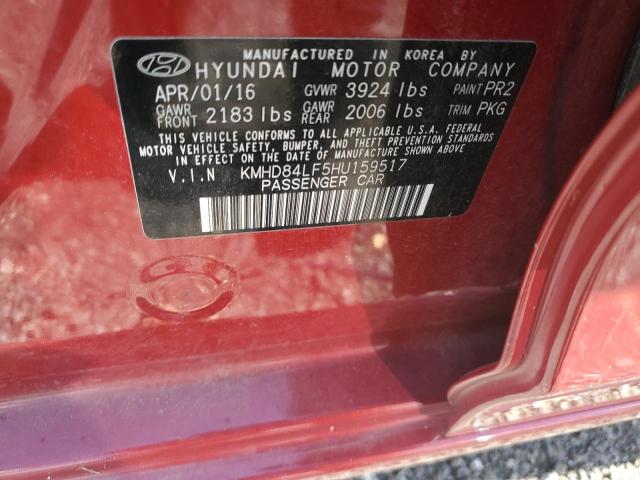 MANUFACTURED IN KOREA BY
HYUNDAI MOTOR COMPANY
APR/01/16 GVWR 3924 lbs PAINT PR2
GAWR FRONT 2183 lbs GAWR REAR 2006 lbs TRIM PKG
THIS VEHICLE CONFORMS TO ALL APPLICABLE U.S.A. FEDERAL
MOTOR VEHICLE SAFETY, BUMPER, AND THEFT PREVENTION STANDARDS
IN EFFECT ON THE DATE OF MANUFACTURE SHOWN ABOVE.
V.I.N KMHD84LF5HU159517
PASSENGER CAR